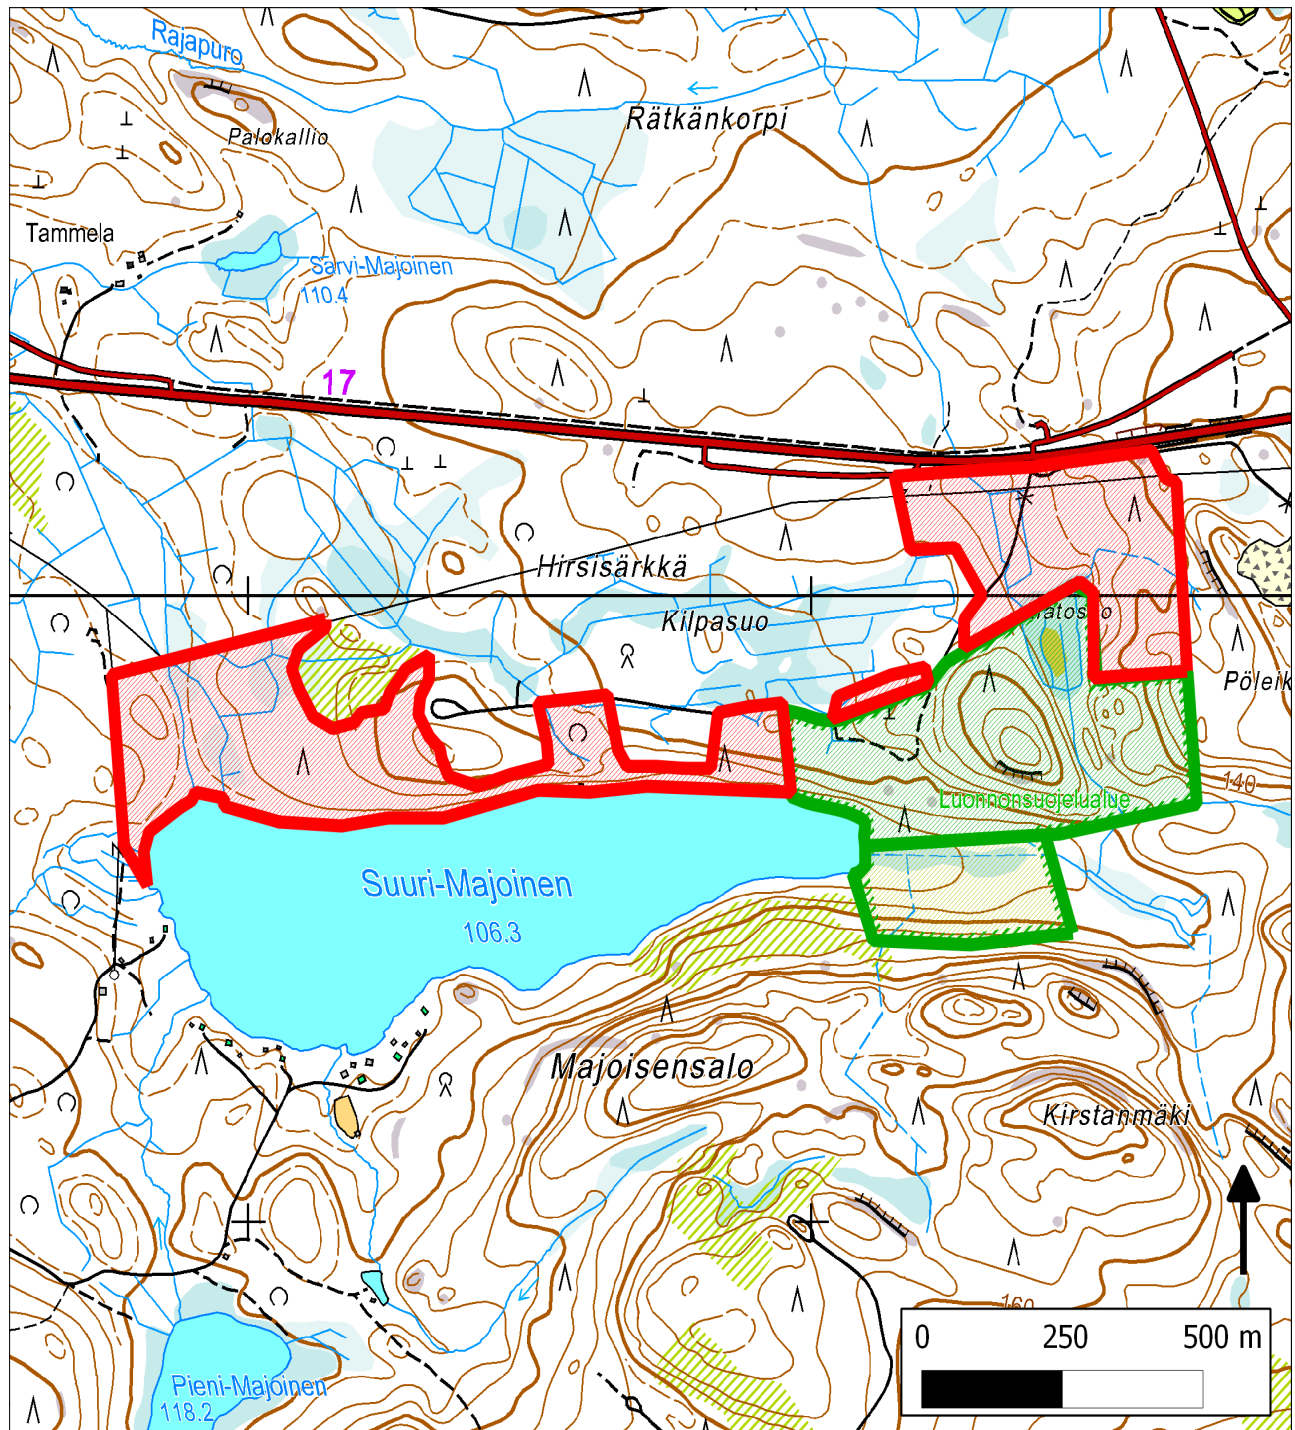 Rajapuro
Rätkänkorpi
Palokallio
Tammela
Särvi-Majoinen
110.4
17
Hirsisärkkä
Kilpasuo
Pöleik
140
Luonnonsuojelualue
Suuri-Majoinen
106.3
Majoisensalo
Kirstanmäki
160
0 250 500 m
Pieni-Majoinen
118.2